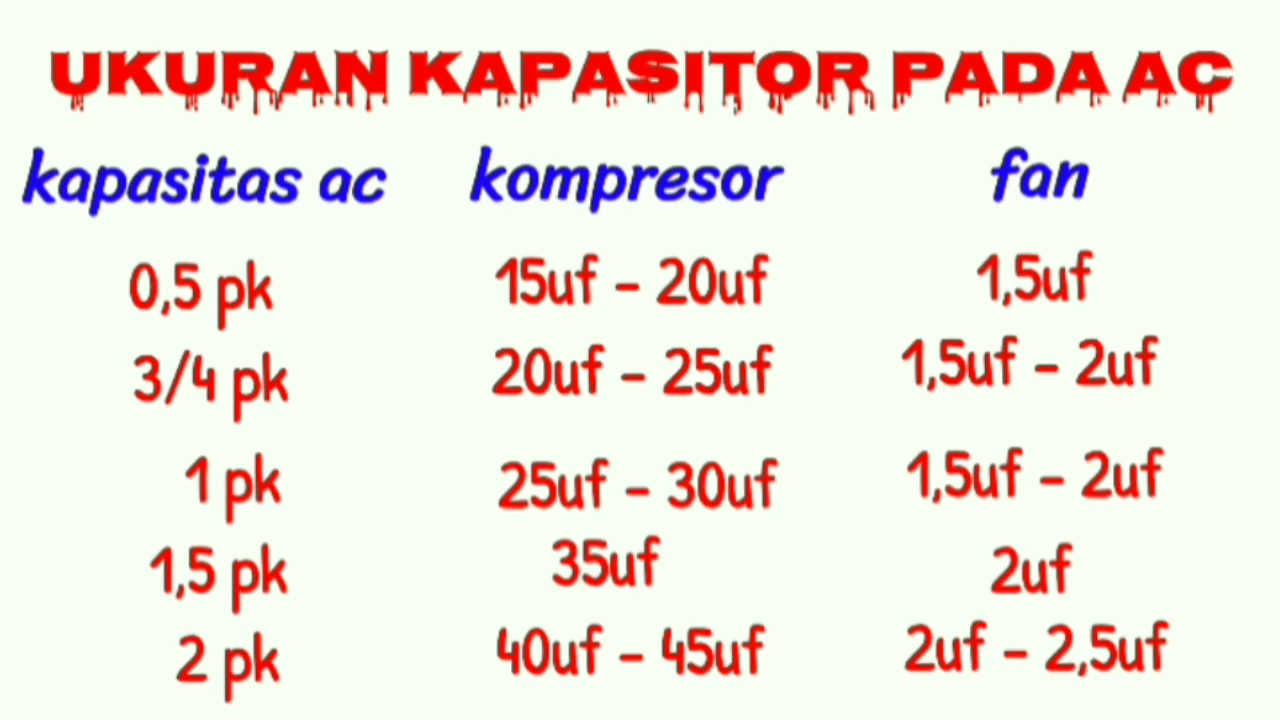 UKURAN KAPASITOR PADA AC
kapasitas ac kompresor fan
0,5 pk 15uf - 20uf 1,5uf
3/4 pk 20uf - 25uf 1,5uf - 2uf
1 pk 25uf - 30uf 1,5uf - 2uf
1,5 pk 35uf 2uf
2 pk 40uf - 45uf 2uf - 2,5uf